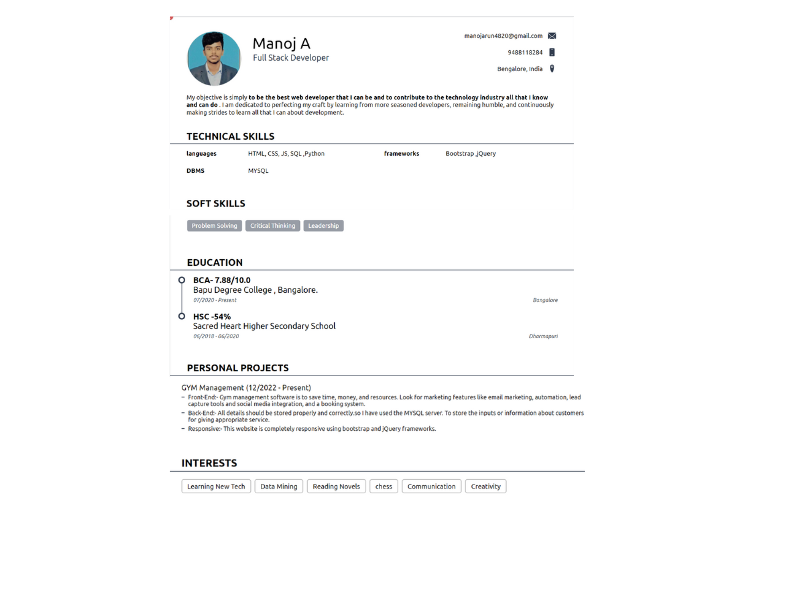 manojarun4820@gmail.com
Manoj A
Full Stack Developer
9488118284
Bengalore, India
My objective is simply to be the best web developer that I can be and to contribute to the technology industry all that I know
and can do . I am dedicated to perfecting my craft by learning from more seasoned developers, remaining humble, and continuously
making strides to learn all that I can about development.
TECHNICAL SKILLS
languages HTML, CSS, JS, SQL ,Python frameworks Bootstrap ,jQuery
DBMS MYSQL
SOFT SKILLS
Problem Solving Critical Thinking Leadership
EDUCATION
BCA- 7.88/10.0
Bapu Degree College , Bangalore.
07/2020 - Present Bangalore
HSC -54%
Sacred Heart Higher Secondary School
06/2018 - 06/2020 Dharmapuri
PERSONAL PROJECTS
GYM Management (12/2022 - Present)
– Front-End:- Gym management software is to save time, money, and resources. Look for marketing features like email marketing, automation, lead
capture tools and social media integration, and a booking system.
– Back-End:- All details should be stored properly and correctly.so I have used the MYSQL server. To store the inputs or information about customers
for giving appropriate service.
– Responsive:- This website is completely responsive using bootstrap and jQuery frameworks.
INTERESTS
Learning New Tech Data Mining Reading Novels chess Communication Creativity